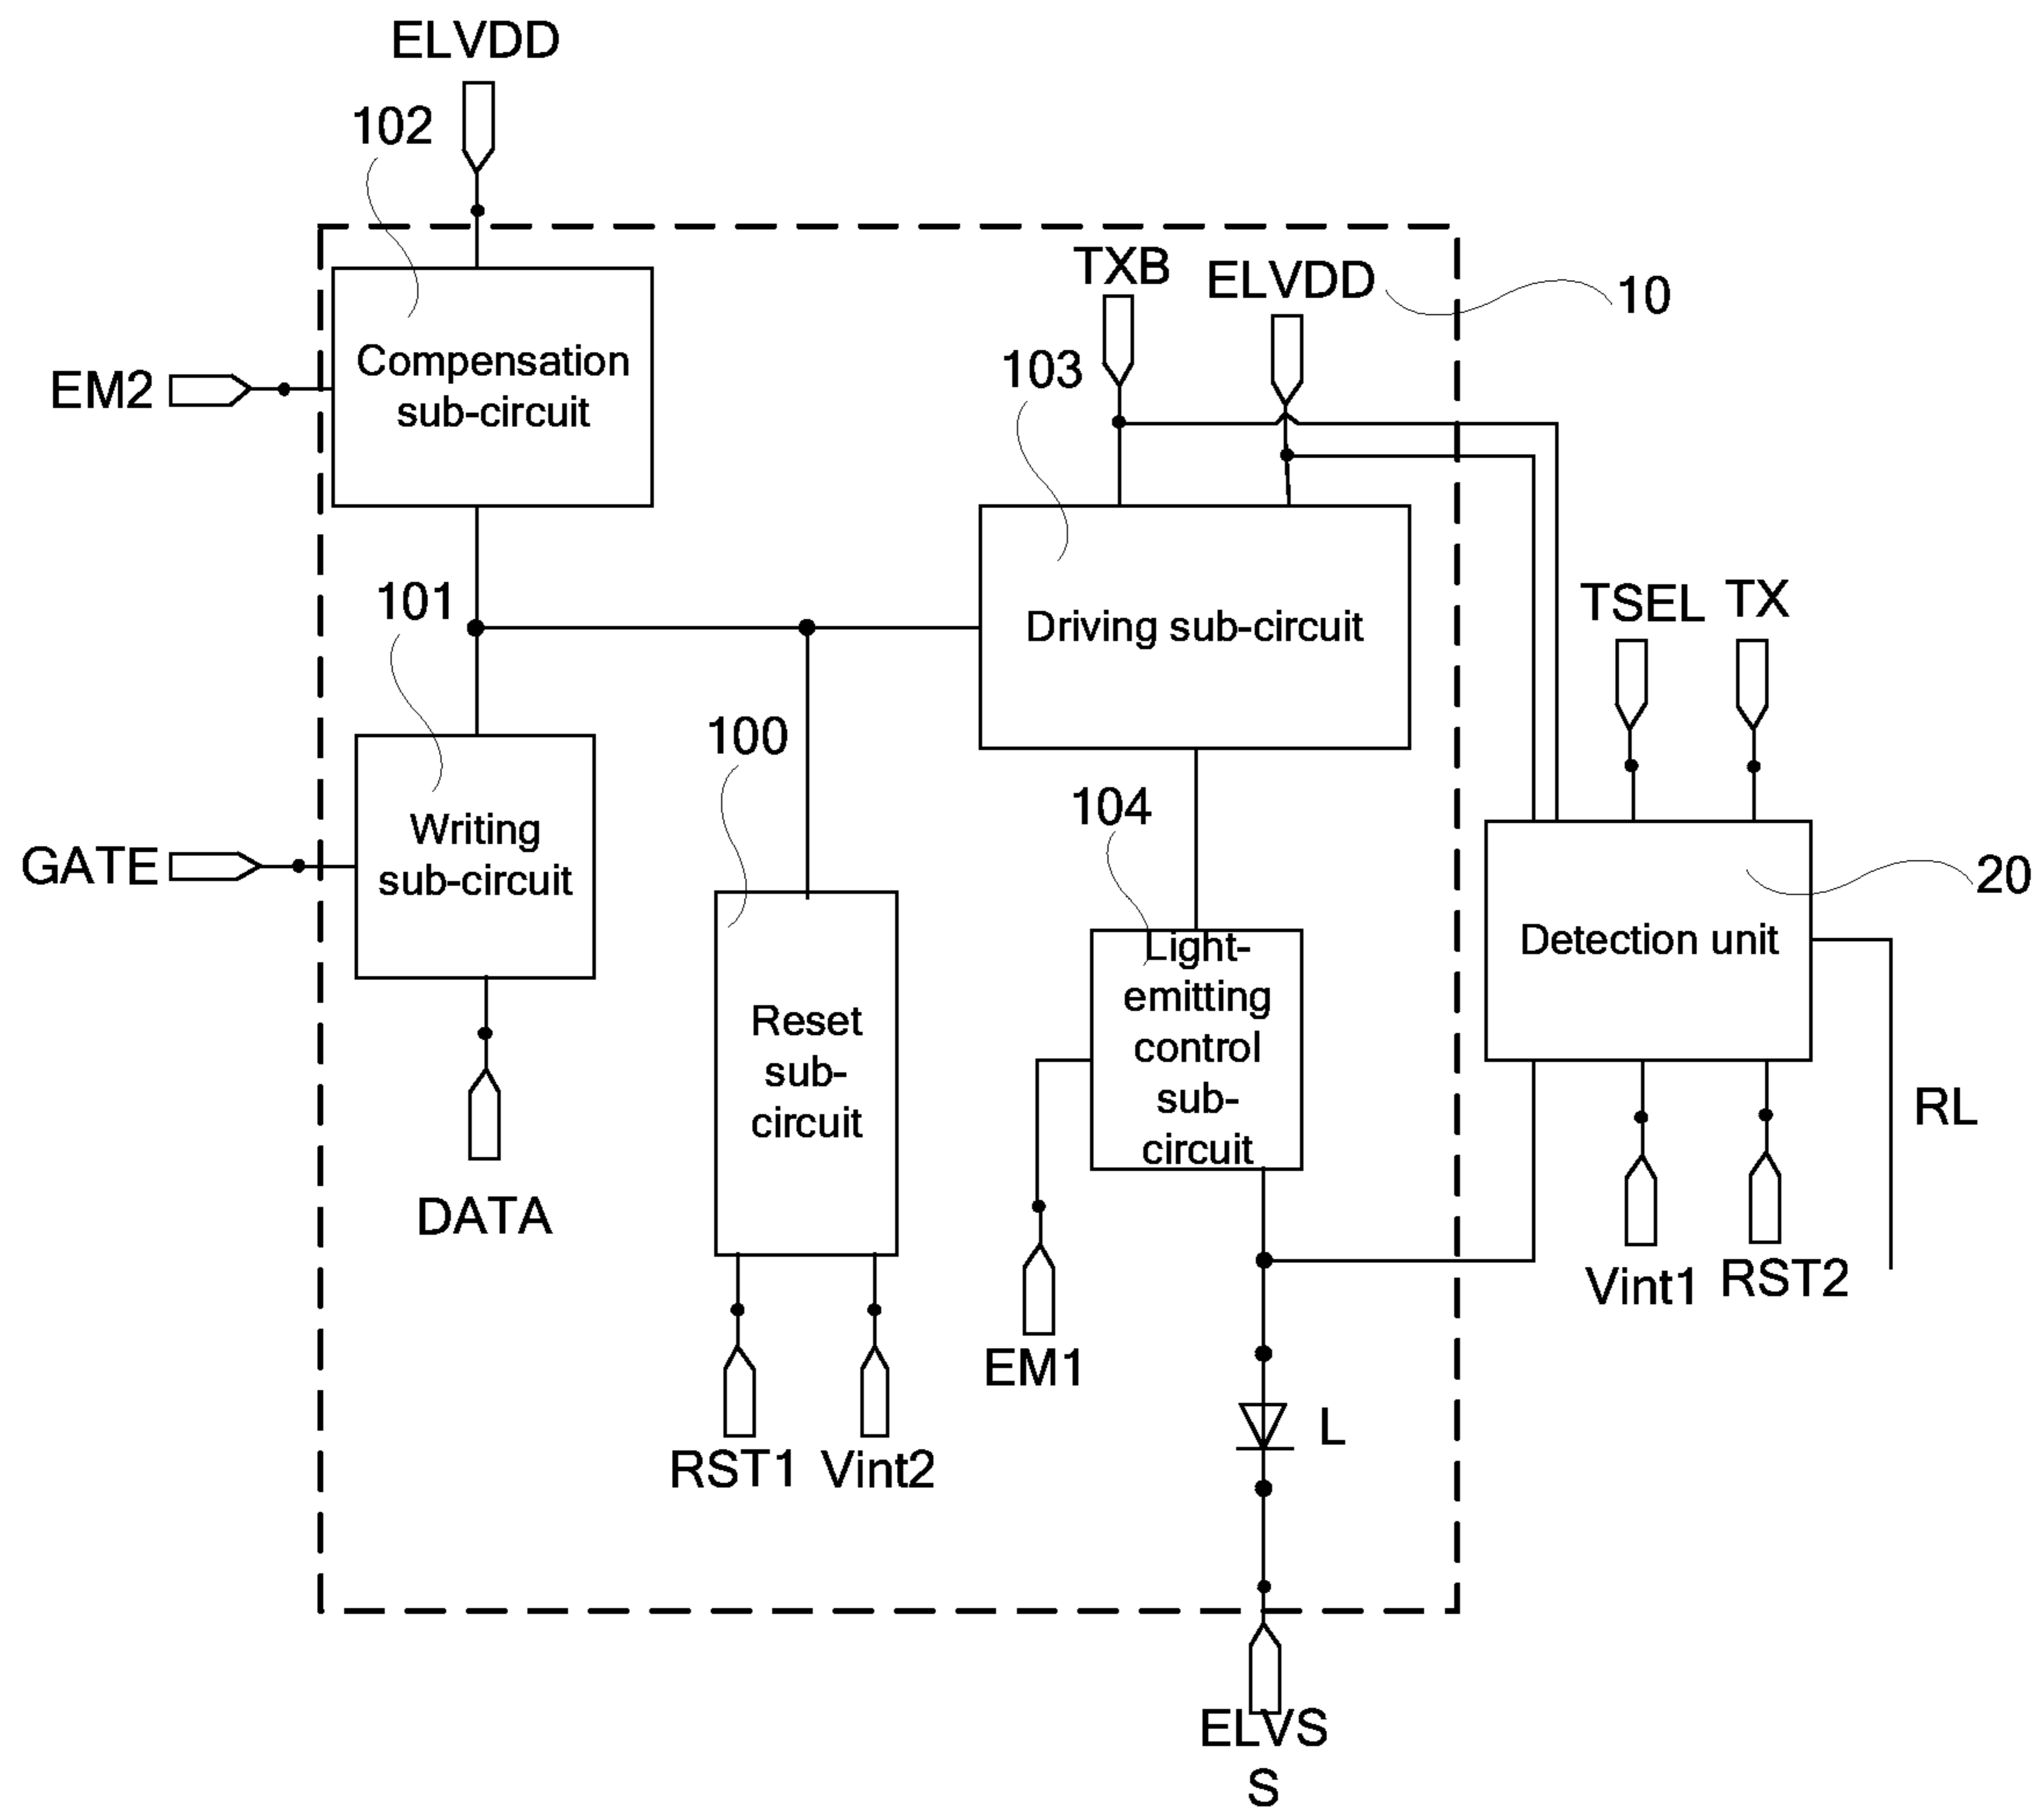 ELVDD
102
TXB
ELVDD
10
Compensation
sub-circuit
EM2
103
101
Driving sub-circuit
TSEL
TX
100
104
Writing
sub-circuit
GATE
20
Light-
emitting
control
sub-
circuit
Detection unit
Reset
sub-
circuit
RL
DATA
Vint1
RST2
EM1
L
RST1
Vint2
ELVS
S